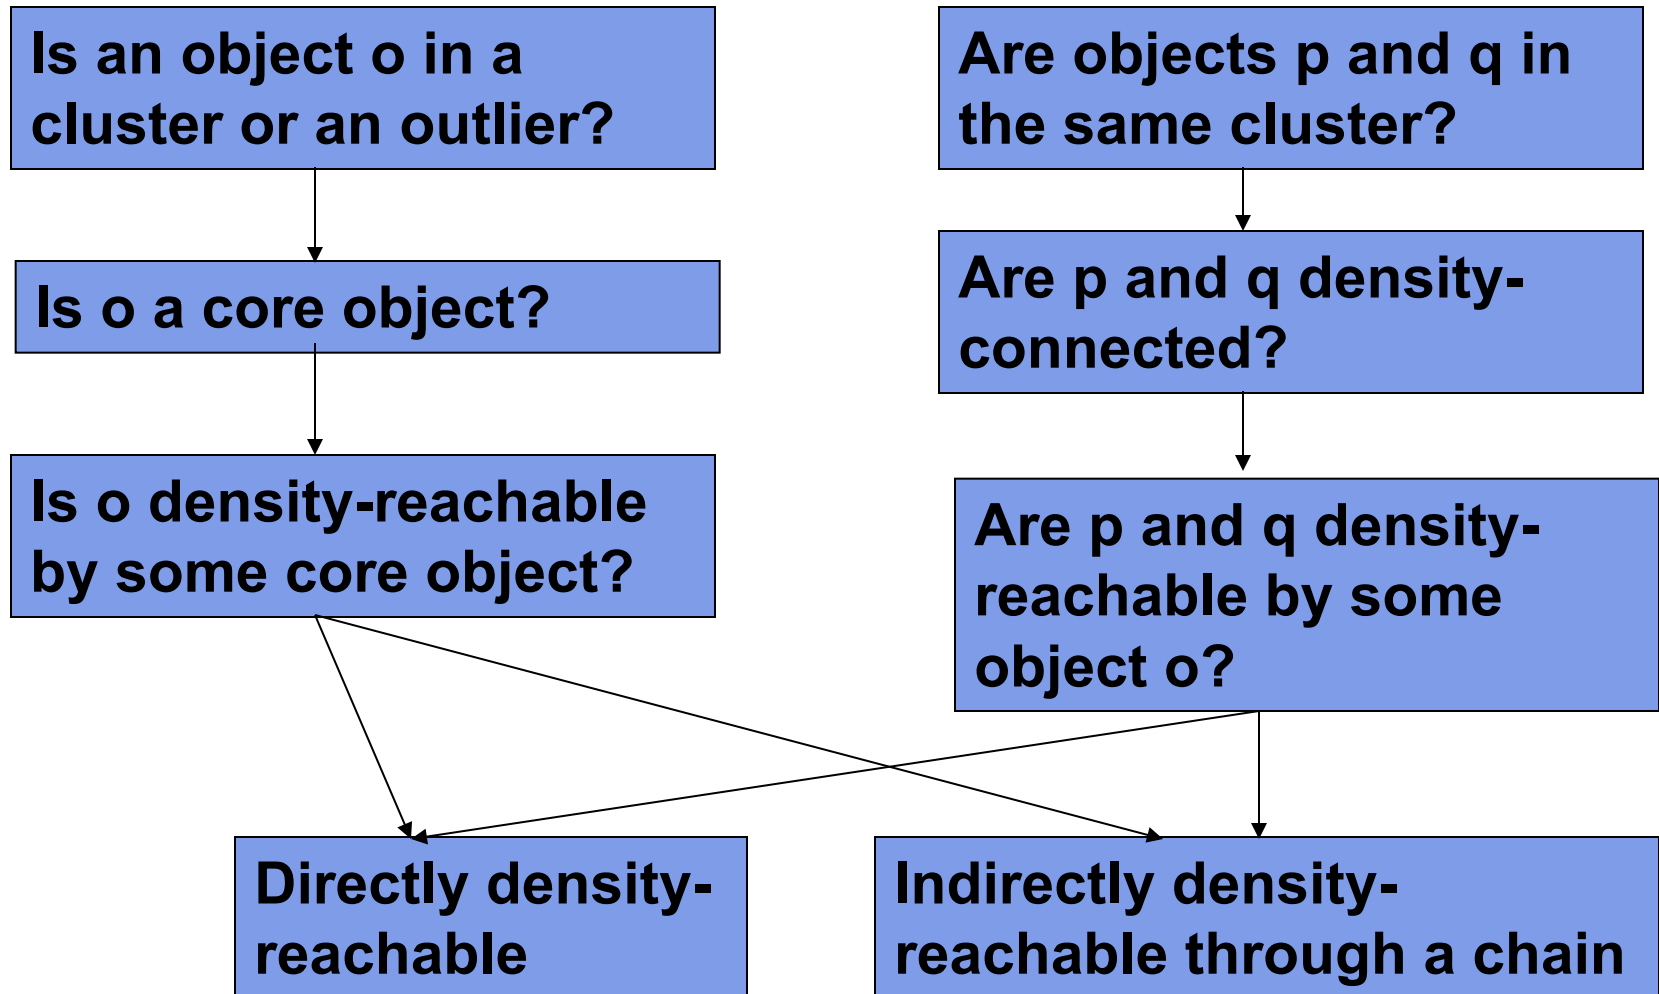 Is an object o in a
cluster or an outlier?
Are objects p and q in
the same cluster?
Is o a core object?
Are p and q density-
connected?
Is o density-reachable
by some core object?
Are p and q density-
reachable by some
object o?
Directly density-
reachable
Indirectly density-
reachable through a chain